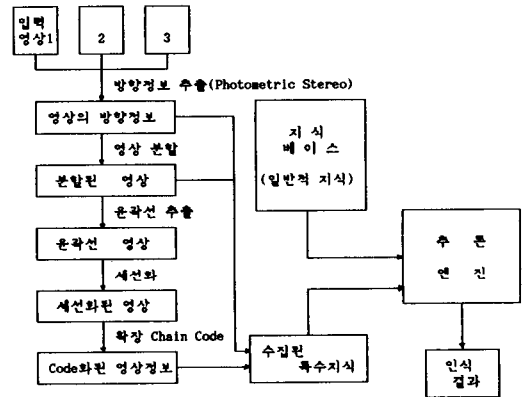 입력
영상1
2
3
방향정보 추출(Photometric Stereo)
영상의 방향정보
영상 분할
분할된 영상
윤곽선 추출
윤곽선 영상
세선화
세선화된 영상
확장 Chain Code
Code화된 영상정보
지 식
베 이 스
(일반적 지식)
수집된
특수지식
추 론
엔 진
인식
결과